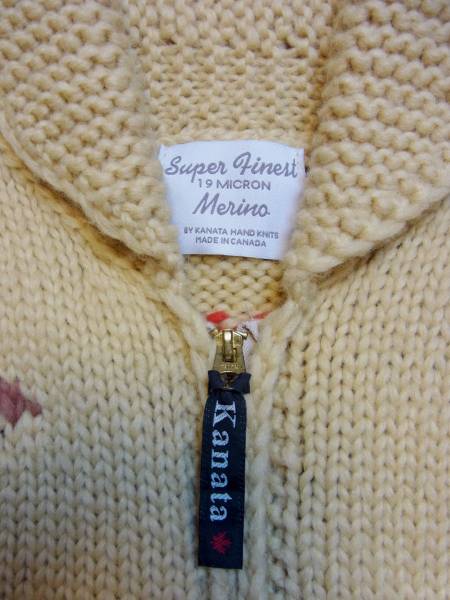 Super Finest
19 MICRON
Merino
BY KANATA HAND KNITS
MADE IN CANADA
Kanata